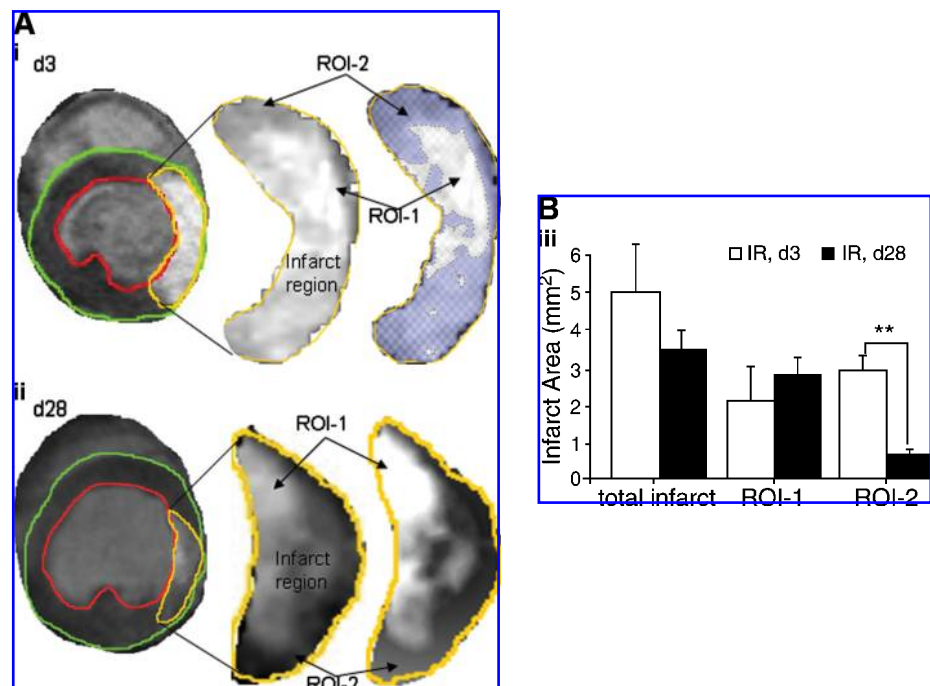 A
i
d3
ROI-2
ROI-1
Infarct
region
ii
d28
ROI-1
Infarct
region
ROI-2
B
iii
IR, d3
IR, d28
Infarct Area (mm²)
6
5
4
3
2
1
0
**
total infarct
ROI-1
ROI-2